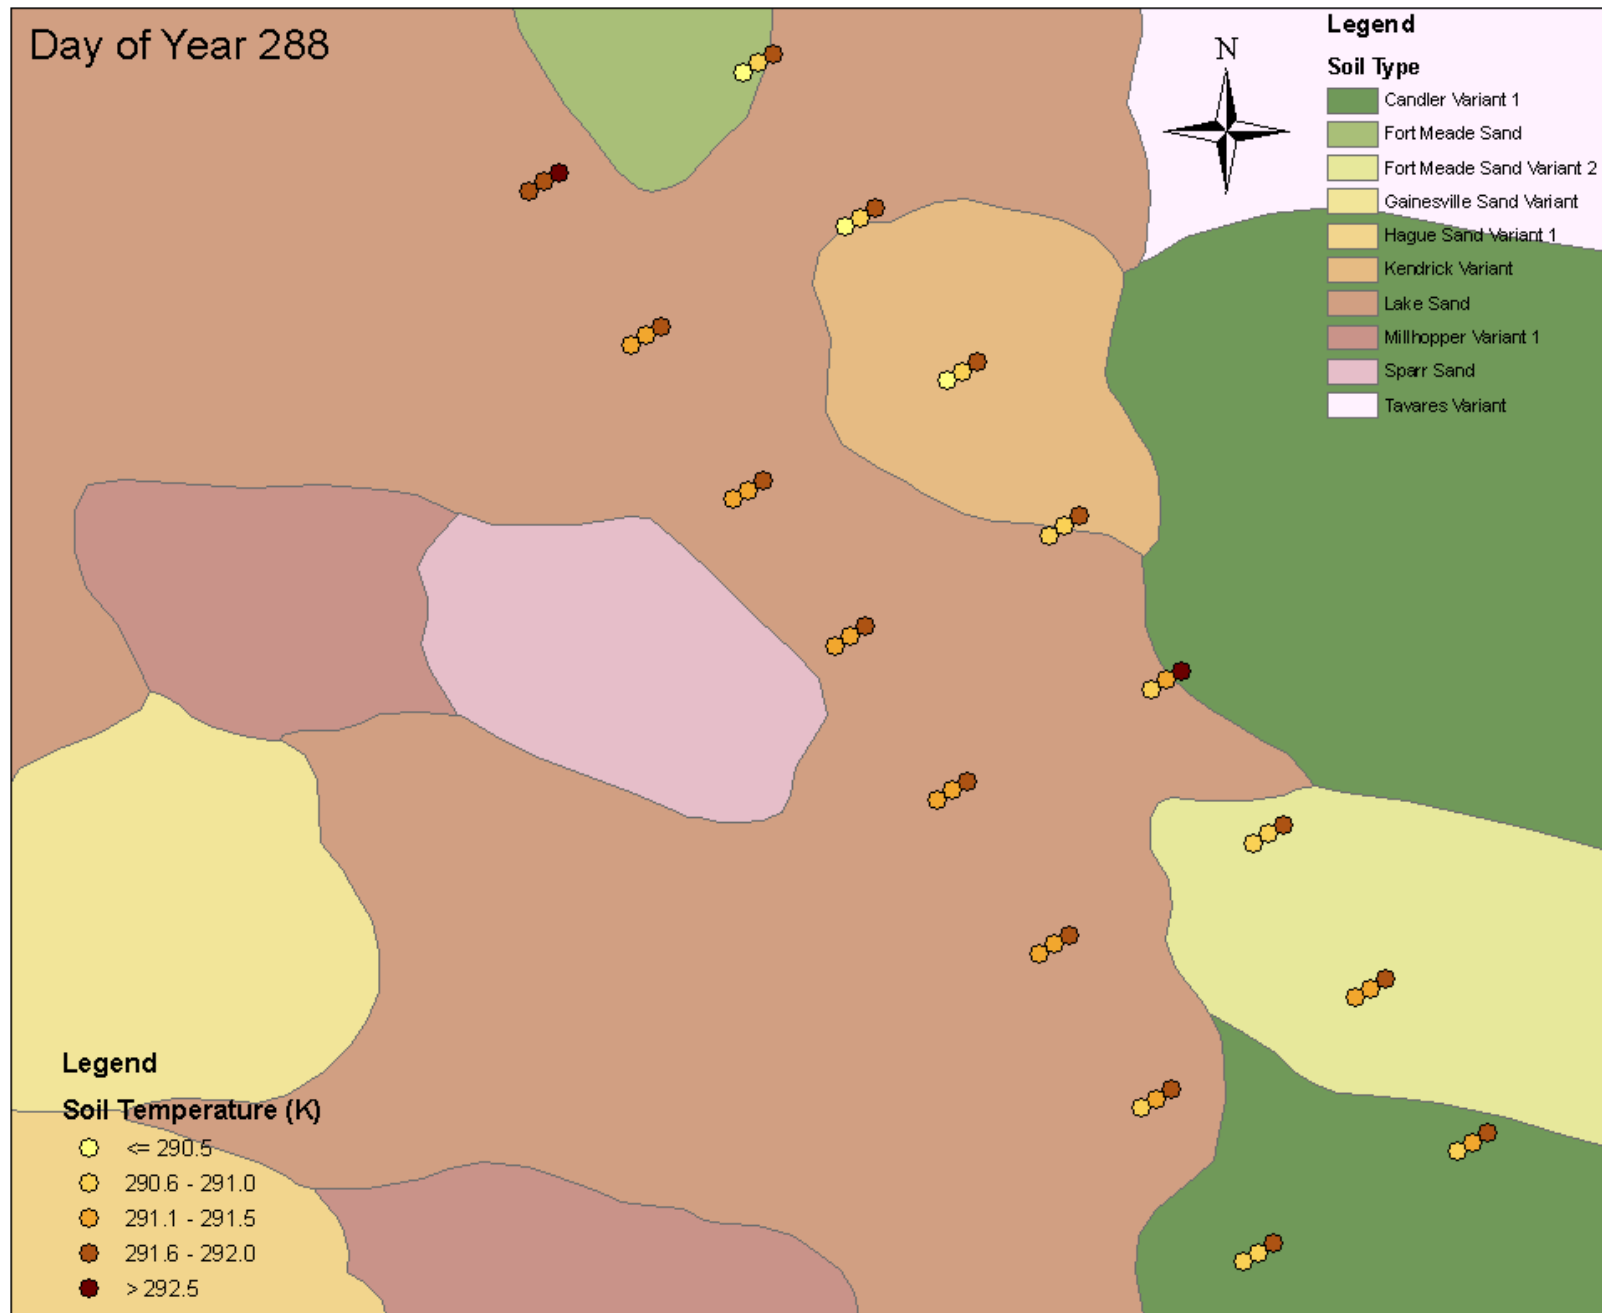 Day of Year 288
N
Legend
Soil Type
Candler Variant 1
Fort Meade Sand
Fort Meade Sand Variant 2
Gainesville Sand Variant
Hague Sand Variant 1
Kendrick Variant
Lake Sand
Millhopper Variant 1
Sparr Sand
Tavares Variant
Legend
Soil Temperature (K)
<= 290.5
290.6 - 291.0
291.1 - 291.5
291.6 - 292.0
> 292.5